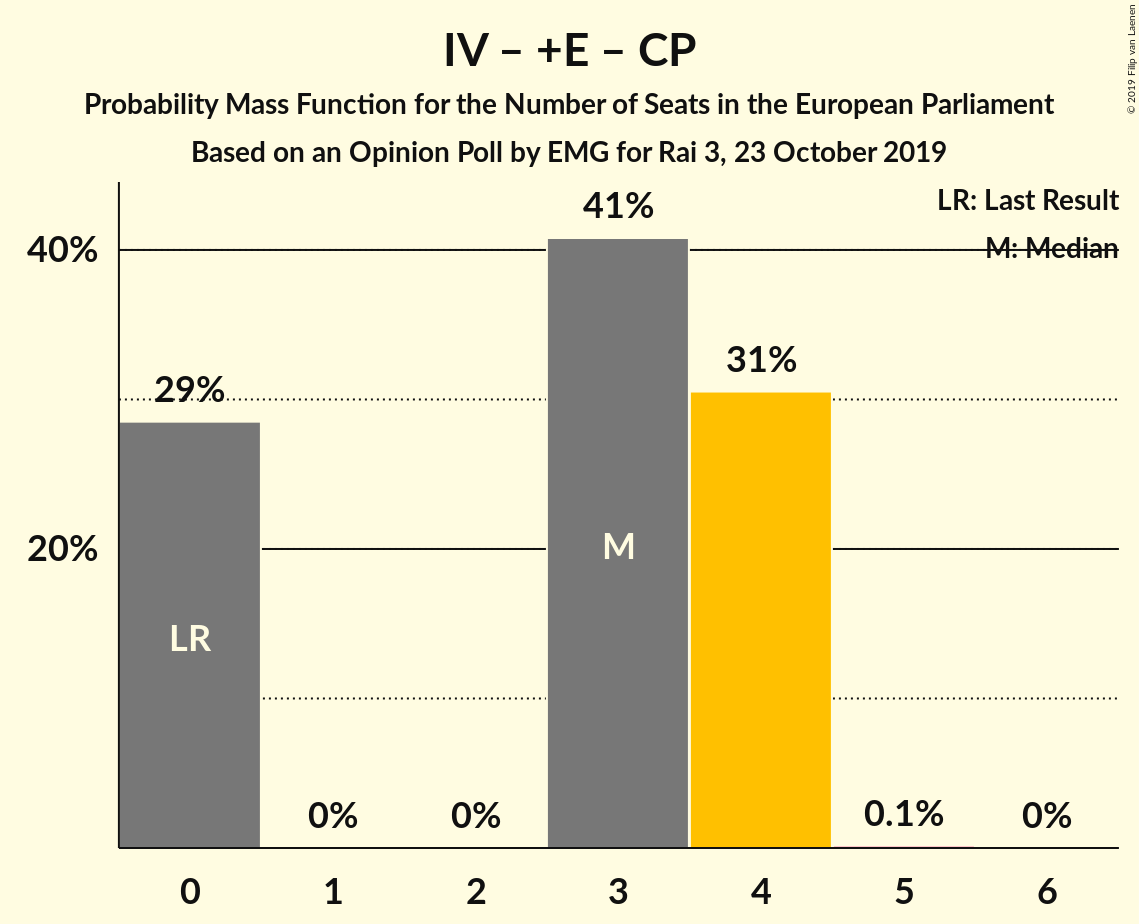 IV – +E – CP
Probability Mass Function for the Number of Seats in the European Parliament
Based on an Opinion Poll by EMG for Rai 3, 23 October 2019
© 2019 Filip van Laenen
LR: Last Result
M: Median
40%
20%
29%
0%
0%
41%
31%
0.1%
0%
LR
M
0 1 2 3 4 5 6